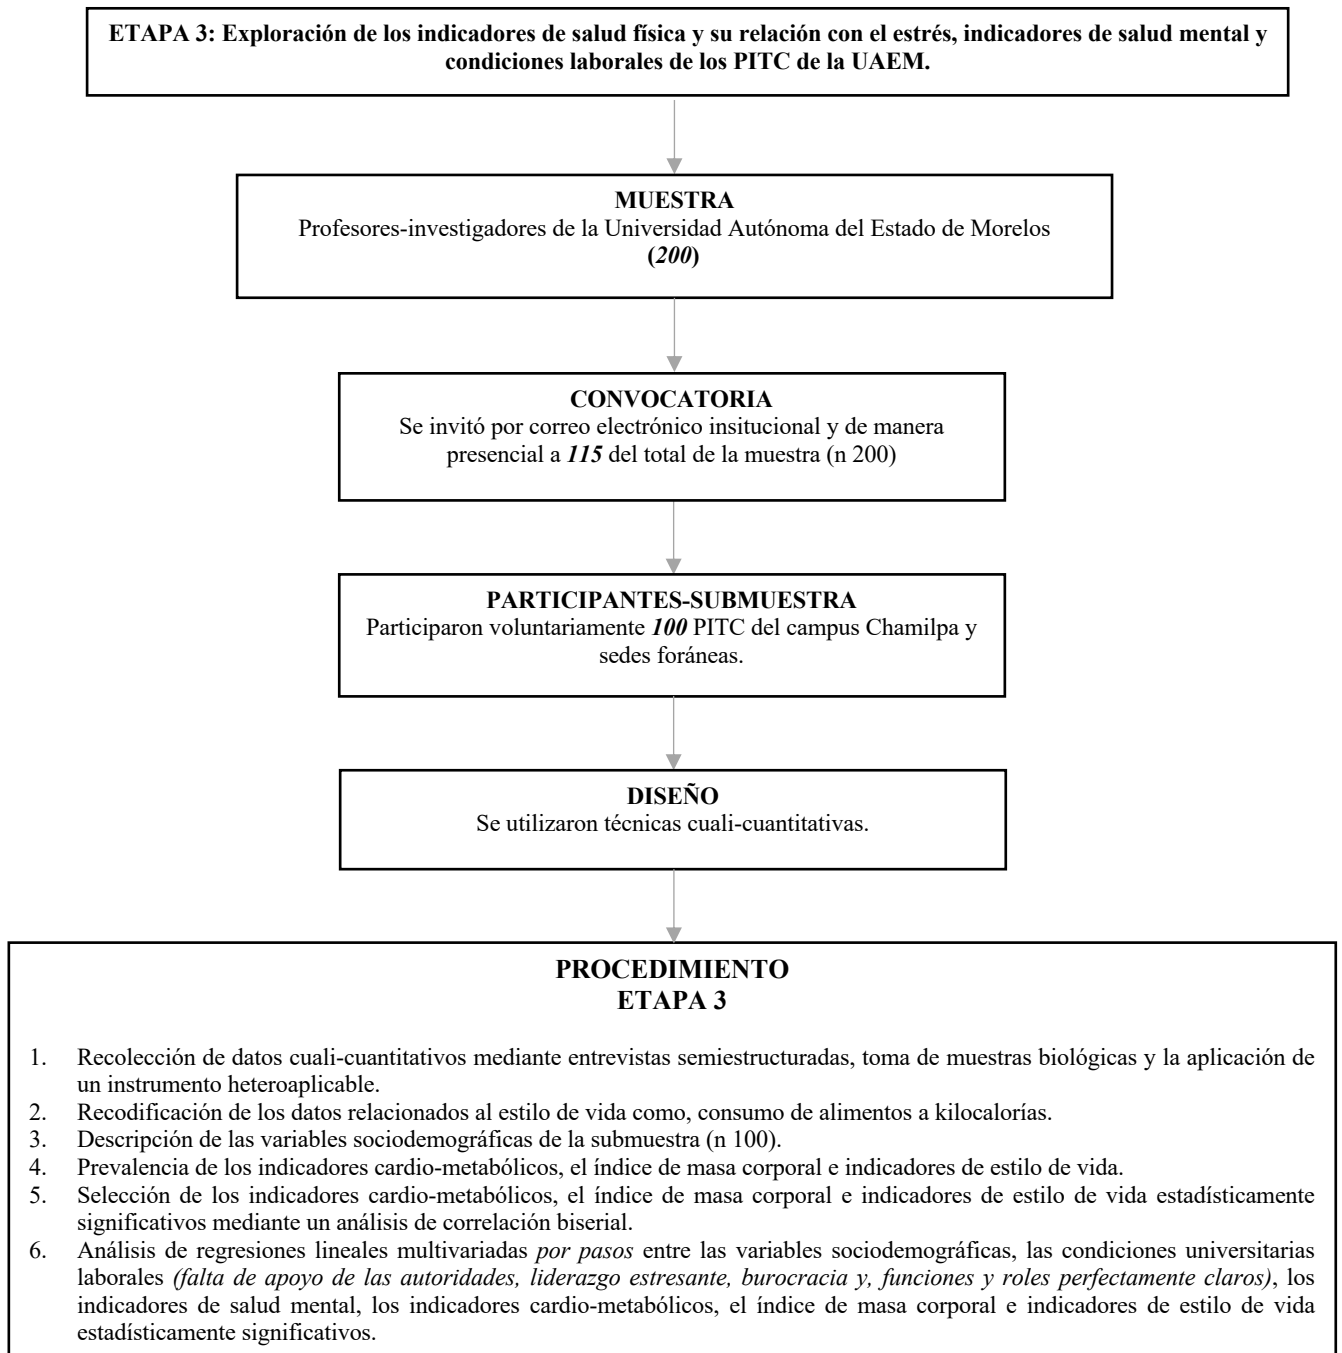 ETAPA 3: Exploración de los indicadores de salud física y su relación con el estrés, indicadores de salud mental y
condiciones laborales de los PITC de la UAEM.
MUESTRA
Profesores-investigadores de la Universidad Autónoma del Estado de Morelos
(200)
CONVOCATORIA
Se invitó por correo electrónico insitucional y de manera
presencial a 115 del total de la muestra (n 200)
PARTICIPANTES-SUBMUESTRA
Participaron voluntariamente 100 PITC del campus Chamilpa y
sedes foráneas.
DISEÑO
Se utilizaron técnicas cuali-cuantitativas.
PROCEDIMIENTO
ETAPA 3
1. Recolección de datos cuali-cuantitativos mediante entrevistas semiestructuradas, toma de muestras biológicas y la aplicación de
un instrumento heteroaplicable.
2. Recodificación de los datos relacionados al estilo de vida como, consumo de alimentos a kilocalorías.
3. Descripción de las variables sociodemográficas de la submuestra (n 100).
4. Prevalencia de los indicadores cardio-metabólicos, el índice de masa corporal e indicadores de estilo de vida.
5. Selección de los indicadores cardio-metabólicos, el índice de masa corporal e indicadores de estilo de vida estadísticamente
significativos mediante un análisis de correlación biserial.
6. Análisis de regresiones lineales multivariadas por pasos entre las variables sociodemográficas, las condiciones universitarias
laborales (falta de apoyo de las autoridades, liderazgo estresante, burocracia y, funciones y roles perfectamente claros), los
indicadores de salud mental, los indicadores cardio-metabólicos, el índice de masa corporal e indicadores de estilo de vida
estadísticamente significativos.